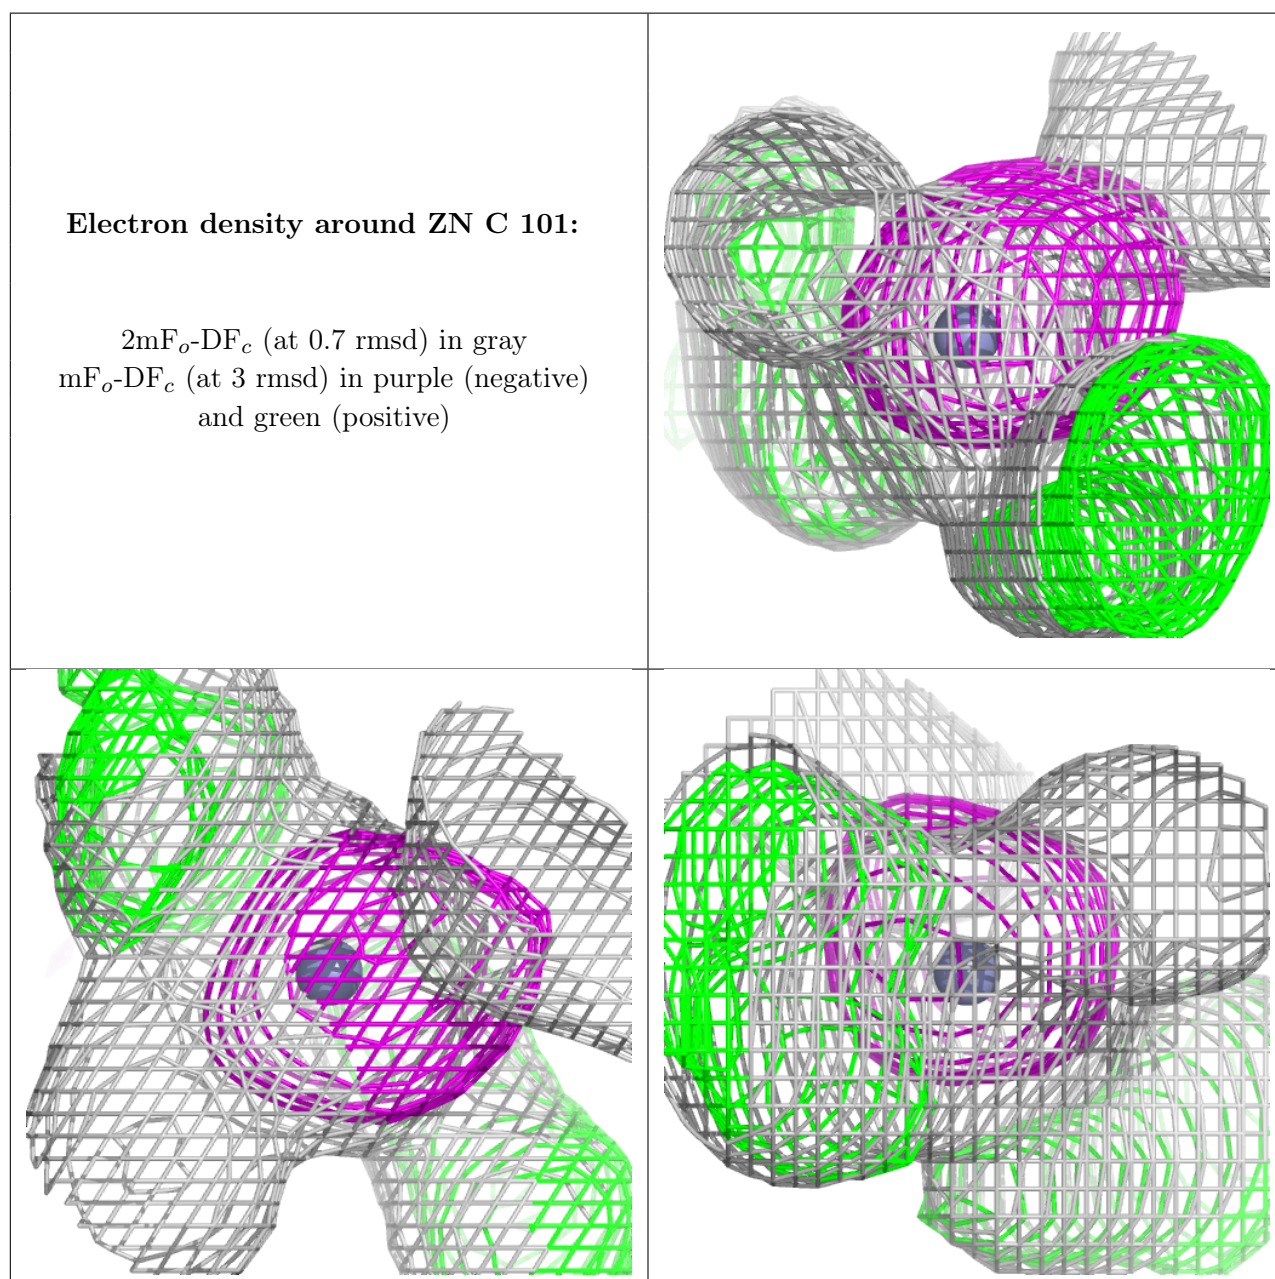 Electron density around ZN C 101:
2mFo-DFc (at 0.7 rmsd) in gray
mFo-DFc (at 3 rmsd) in purple (negative)
and green (positive)